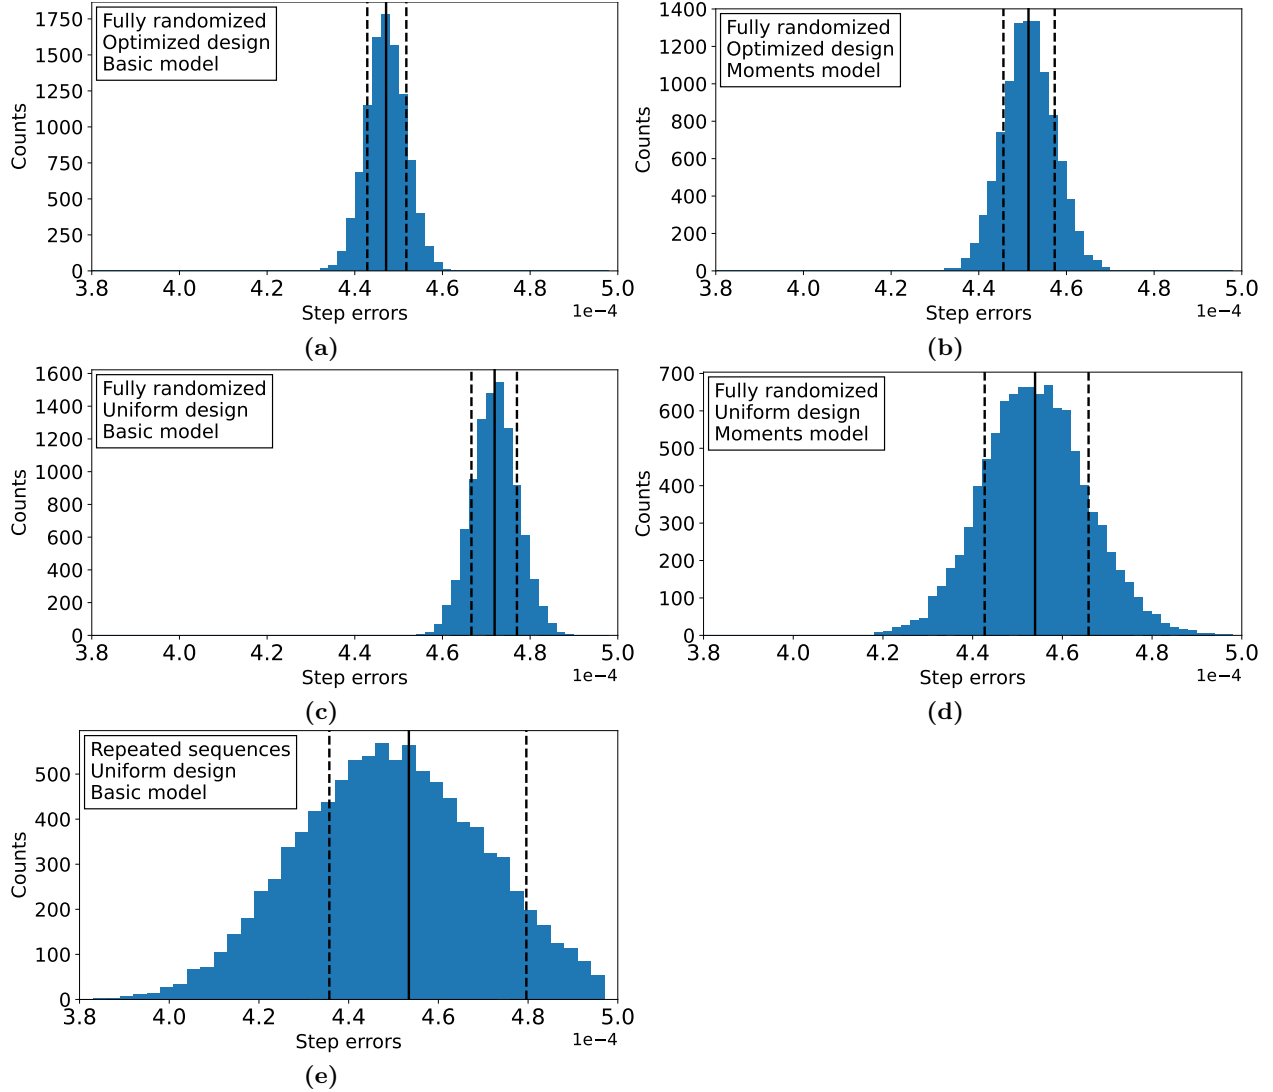 Fully randomized
Optimized design
Basic model
Counts
1750
1500
1250
1000
750
500
250
0
3.8 4.0 4.2 4.4 4.6 4.8 5.0
Step errors
1e−4
(a)
Fully randomized
Optimized design
Moments model
Counts
1400
1200
1000
800
600
400
200
0
3.8 4.0 4.2 4.4 4.6 4.8 5.0
Step errors
1e−4
(b)
Fully randomized
Uniform design
Basic model
Counts
1600
1400
1200
1000
800
600
400
200
0
3.8 4.0 4.2 4.4 4.6 4.8 5.0
Step errors
1e−4
(c)
Fully randomized
Uniform design
Moments model
Counts
700
600
500
400
300
200
100
0
3.8 4.0 4.2 4.4 4.6 4.8 5.0
Step errors
1e−4
(d)
Repeated sequences
Uniform design
Basic model
Counts
500
400
300
200
100
0
3.8 4.0 4.2 4.4 4.6 4.8 5.0
Step errors
1e−4
(e)